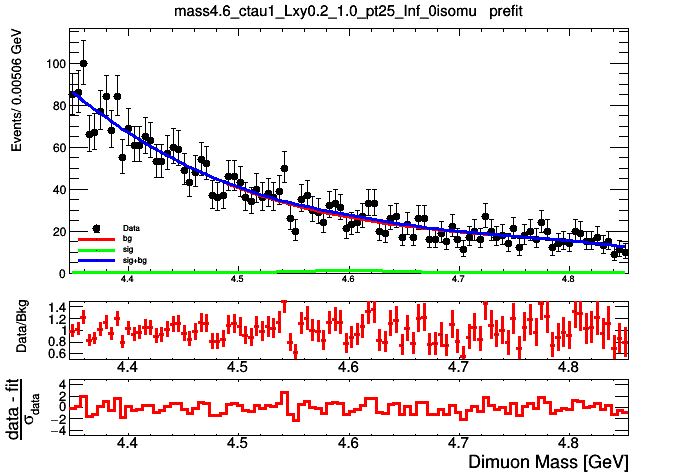 mass4.6_ctau1_Lxy0.2_1.0_pt25_Inf_0isomu prefit
Events/ 0.00506 GeV
100
80
60
40
20
0
Data
bg
sig
sig+bg
4.4 4.5 4.6 4.7 4.8
Data/Bkg
1.4
1.2
1
0.8
0.6
4.4 4.5 4.6 4.7 4.8
data - fit
σdata
4
2
0
−2
−4
4.4 4.5 4.6 4.7 4.8
Dimuon Mass [GeV]